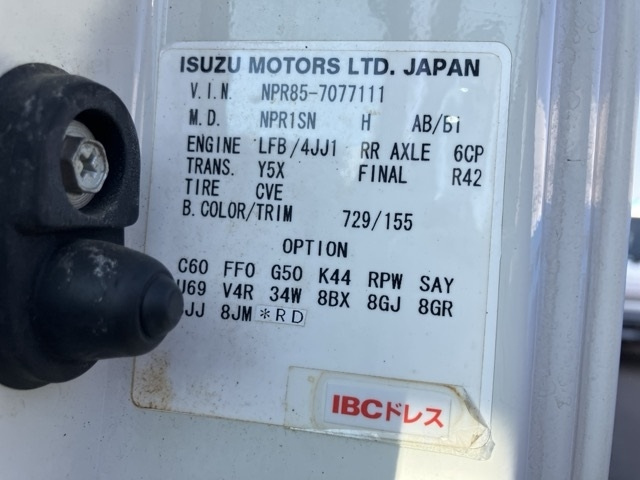 ISUZU MOTORS LTD. JAPAN
V.I.N. NPR85-7077111
M.D. NPR1SN H AB/B1
ENGINE LFB/4JJ1 RR AXLE 6CP
TRANS. Y5X FINAL R42
TIRE CVE
B.COLOR/TRIM 729/155
OPTION
C60 FF0 G50 K44 RPW SAY
U69 V4R 34W 8BX 8GJ 8GR
8JM *RD
IBCドレス